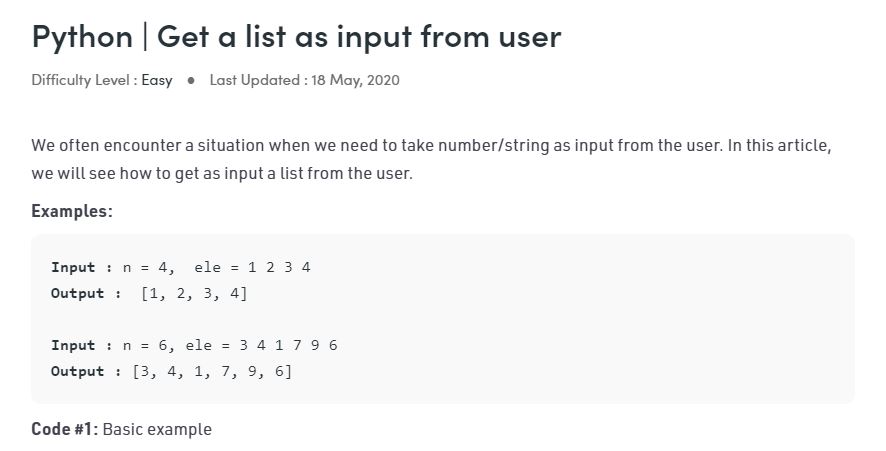 Python | Get a list as input from user
Difficulty Level : Easy ● Last Updated : 18 May, 2020
We often encounter a situation when we need to take number/string as input from the user. In this article,
we will see how to get as input a list from the user.
Examples:
Input : n = 4,  ele = 1 2 3 4
Output :  [1, 2, 3, 4]
Input : n = 6, ele = 3 4 1 7 9 6
Output : [3, 4, 1, 7, 9, 6]
Code #1: Basic example